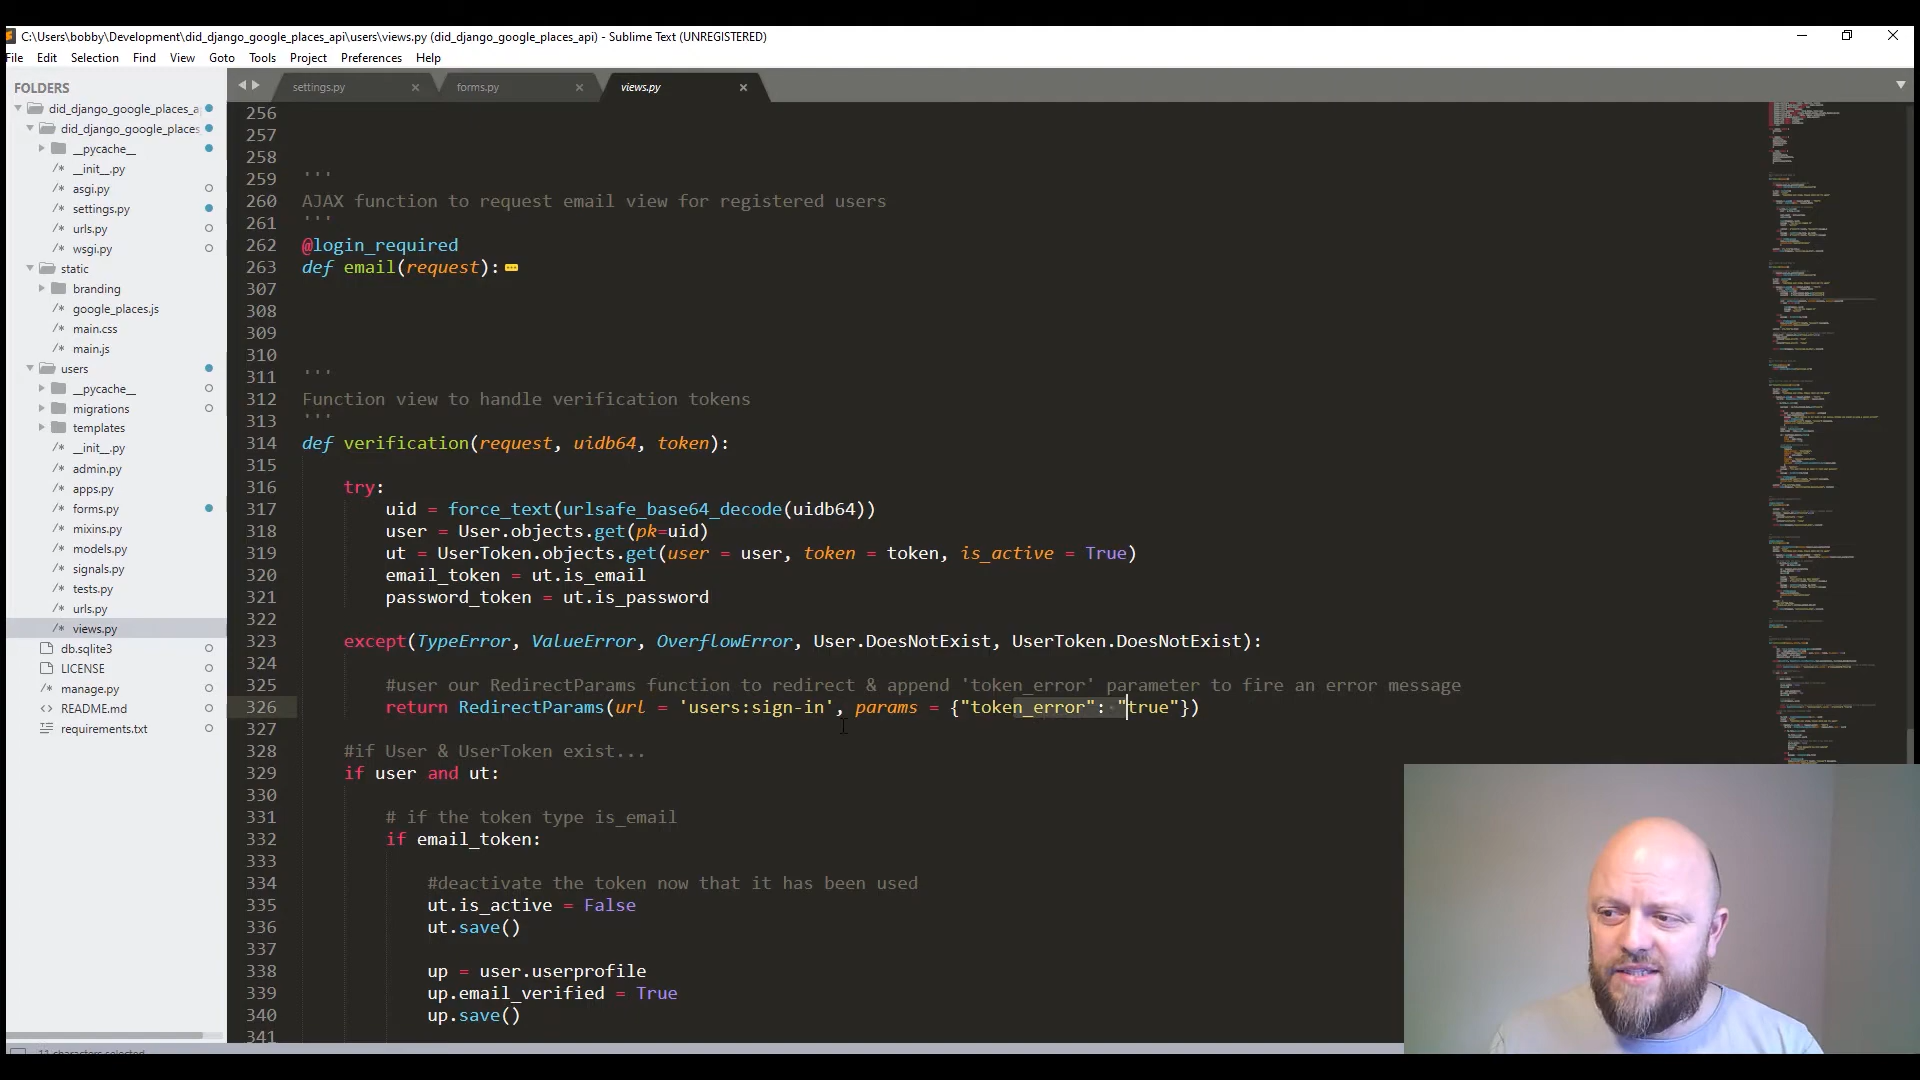 C:\Users\bobby\Development\did_django_google_places_api\users\views.py (did_django_google_places_api) - Sublime Text (UNREGISTERED)
File Edit Selection Find View Goto Tools Project Preferences Help
FOLDERS
did_django_google_places_a
did_django_google_places
__pycache__
/* __init__.py
/* asgi.py
/* settings.py
/* urls.py
/* wsgi.py
static
branding
/* google_places.js
/* main.css
/* main.js
users
__pycache__
migrations
templates
/* __init__.py
/* admin.py
/* apps.py
/* forms.py
/* mixins.py
/* models.py
/* signals.py
/* tests.py
/* urls.py
/* views.py
db.sqlite3
LICENSE
/* manage.py
<> README.md
requirements.txt
settings.py × forms.py × views.py ×
256
257
258
259 '''
260 AJAX function to request email view for registered users
261 '''
262 @login_required
263 def email(request):
307
308
309
310
311 '''
312 Function view to handle verification tokens
313 '''
314 def verification(request, uidb64, token):
315
316 try:
317 uid = force_text(urlsafe_base64_decode(uidb64))
318 user = User.objects.get(pk=uid)
319 ut = UserToken.objects.get(user = user, token = token, is_active = True)
320 email_token = ut.is_email
321 password_token = ut.is_password
322
323 except(TypeError, ValueError, OverflowError, User.DoesNotExist, UserToken.DoesNotExist):
324
325 #user our RedirectParams function to redirect & append 'token_error' parameter to fire an error message
326 return RedirectParams(url = 'users:sign-in', params = {"token_error": "true"})
327
328 #if User & UserToken exist...
329 if user and ut:
330
331 # if the token type is_email
332 if email_token:
333
334 #deactivate the token now that it has been used
335 ut.is_active = False
336 ut.save()
337
338 up = user.userprofile
339 up.email_verified = True
340 up.save()
341
11 characters selected